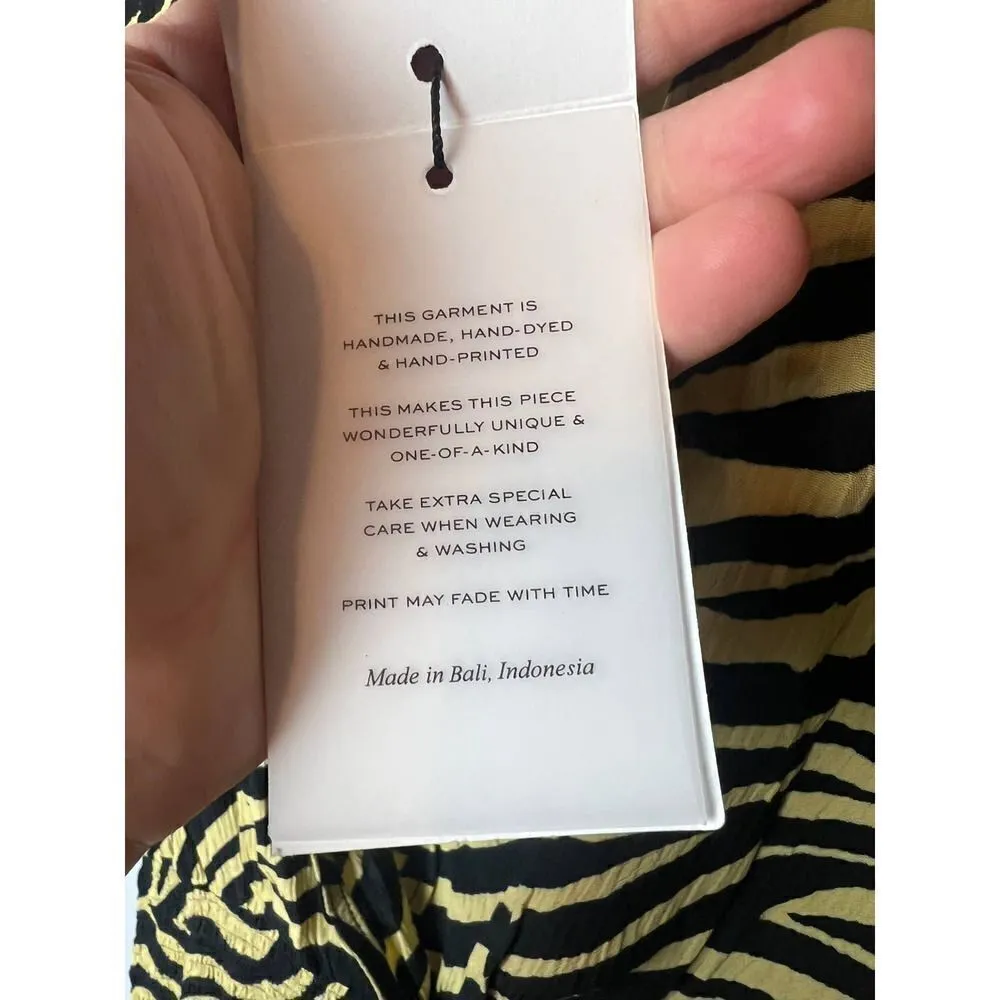 THIS GARMENT IS
HANDMADE, HAND-DYED
& HAND-PRINTED
THIS MAKES THIS PIECE
WONDERFULLY UNIQUE &
ONE-OF-A-KIND
TAKE EXTRA SPECIAL
CARE WHEN WEARING
& WASHING
PRINT MAY FADE WITH TIME
Made in Bali, Indonesia